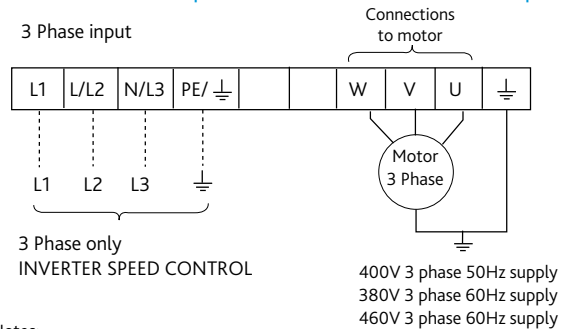 Connections
to motor
3 Phase input
L1 L/L2 N/L3 PE/ W V U
Motor
3 Phase
L1 L2 L3
3 Phase only
INVERTER SPEED CONTROL
400V 3 phase 50Hz supply
380V 3 phase 60Hz supply
460V 3 phase 60Hz supply